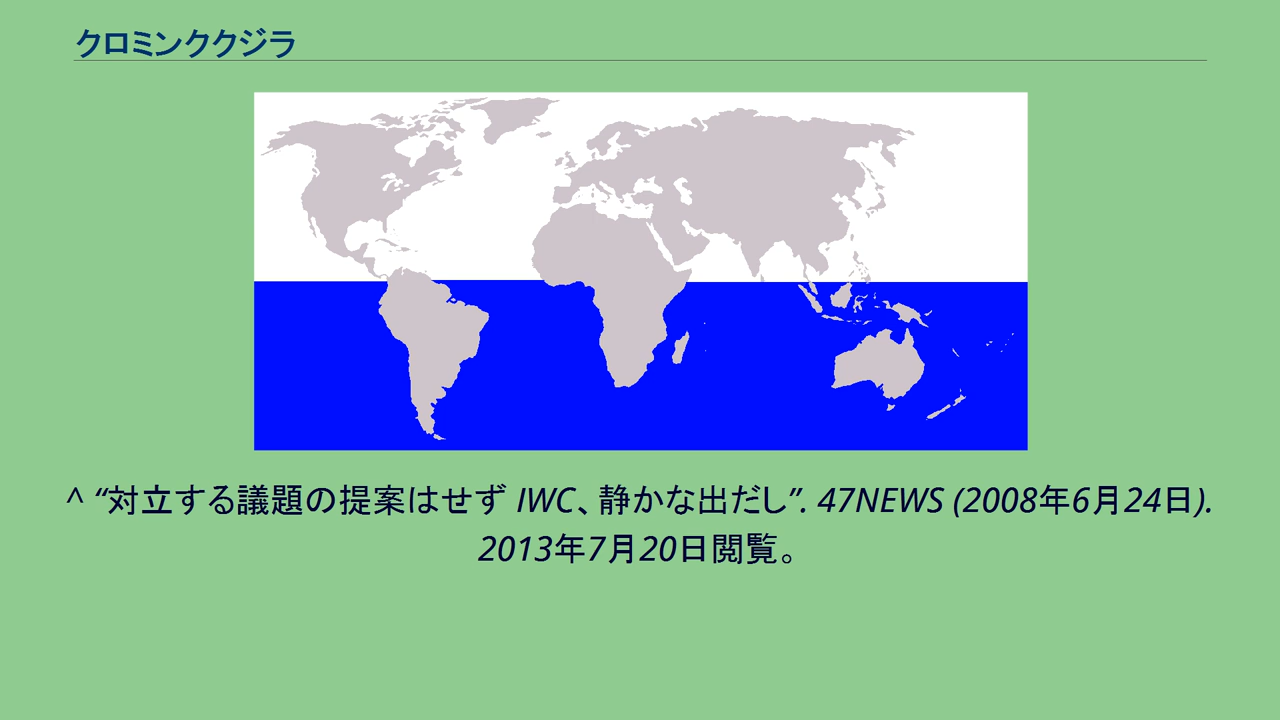 クロミンククジラ
^ “対立する議題の提案はせず IWC、静かな出だし”. 47NEWS (2008年6月24日).
2013年7月20日閲覧。